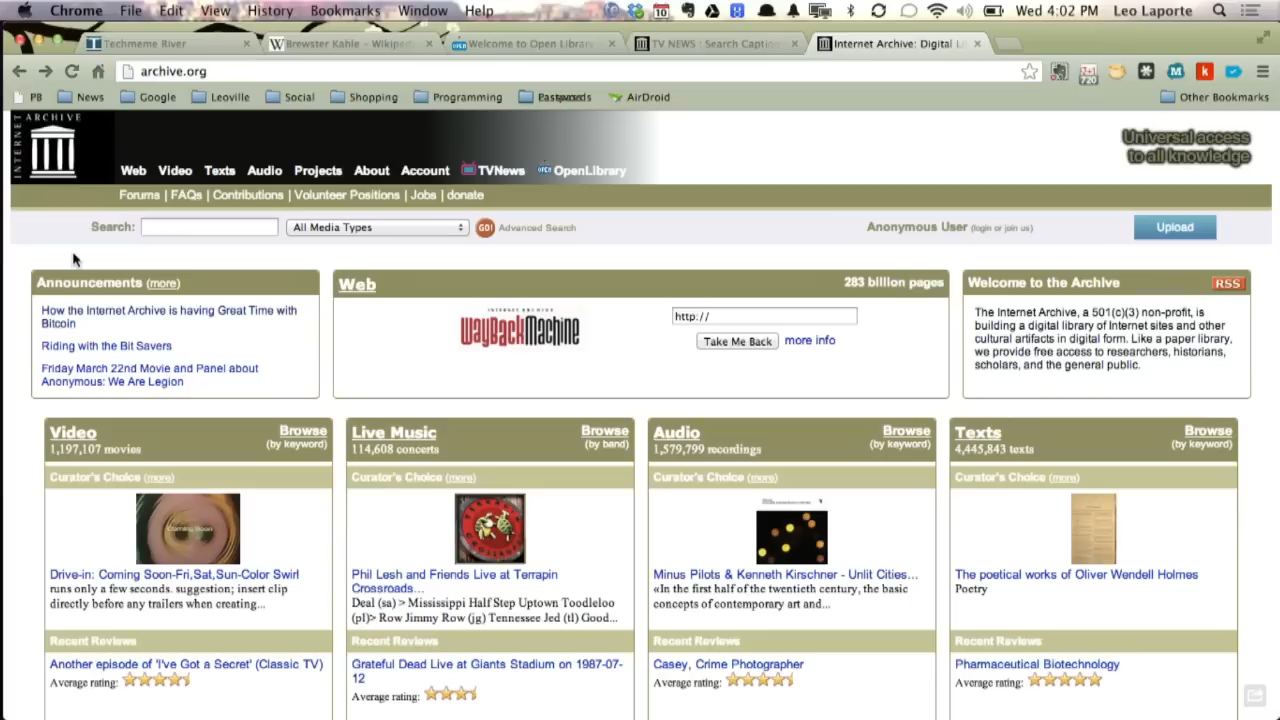 Chrome File Edit View History Bookmarks Window Help 10 Wed 4:02 PM Leo Laporte
Techmeme River
Brewster Kahle – Wikiped
Welcome to Open Library
TV NEWS : Search Caption
Internet Archive: Digital Li
archive.org
720
PB News Google Leoville Social Shopping Programming Passwords AirDroid Other Bookmarks
INTERNET ARCHIVE
Universal access
to all knowledge
Web Video Texts Audio Projects About Account TVNews OpenLibrary
Forums | FAQs | Contributions | Volunteer Positions | Jobs | donate
Search: All Media Types GO! Advanced Search Anonymous User (login or join us) Upload
Announcements (more)
How the Internet Archive is having Great Time with
Bitcoin
Riding with the Bit Savers
Friday March 22nd Movie and Panel about
Anonymous: We Are Legion
Web 283 billion pages
INTERNET ARCHIVE
WayBackMachine
http://
Take Me Back more info
Welcome to the Archive RSS
The Internet Archive, a 501(c)(3) non-profit, is
building a digital library of Internet sites and other
cultural artifacts in digital form. Like a paper library,
we provide free access to researchers, historians,
scholars, and the general public.
Video Browse
1,197,107 movies (by keyword)
Curator's Choice (more)
Coming Soon
Drive-in: Coming Soon-Fri,Sat,Sun-Color Swirl
runs only a few seconds. suggestion; insert clip
directly before any trailers when creating...
Recent Reviews
Another episode of 'I've Got a Secret' (Classic TV)
Average rating:
Live Music Browse
114,608 concerts (by band)
Curator's Choice (more)
Phil Lesh and Friends Live at Terrapin
Crossroads...
Deal (sa) > Mississippi Half Step Uptown Toodleloo
(pl)> Row Jimmy Row (jg) Tennessee Jed (tl) Good...
Recent Reviews
Grateful Dead Live at Giants Stadium on 1987-07-
12
Average rating:
Audio Browse
1,579,799 recordings (by keyword)
Curator's Choice (more)
Minus Pilots & Kenneth Kirschner - Unlit Cities...
«In the first half of the twentieth century, the basic
concepts of contemporary art and...
Recent Reviews
Casey, Crime Photographer
Average rating:
Texts Browse
4,445,843 texts (by keyword)
Curator's Choice (more)
The poetical works of Oliver Wendell Holmes
Poetry
Recent Reviews
Pharmaceutical Biotechnology
Average rating: